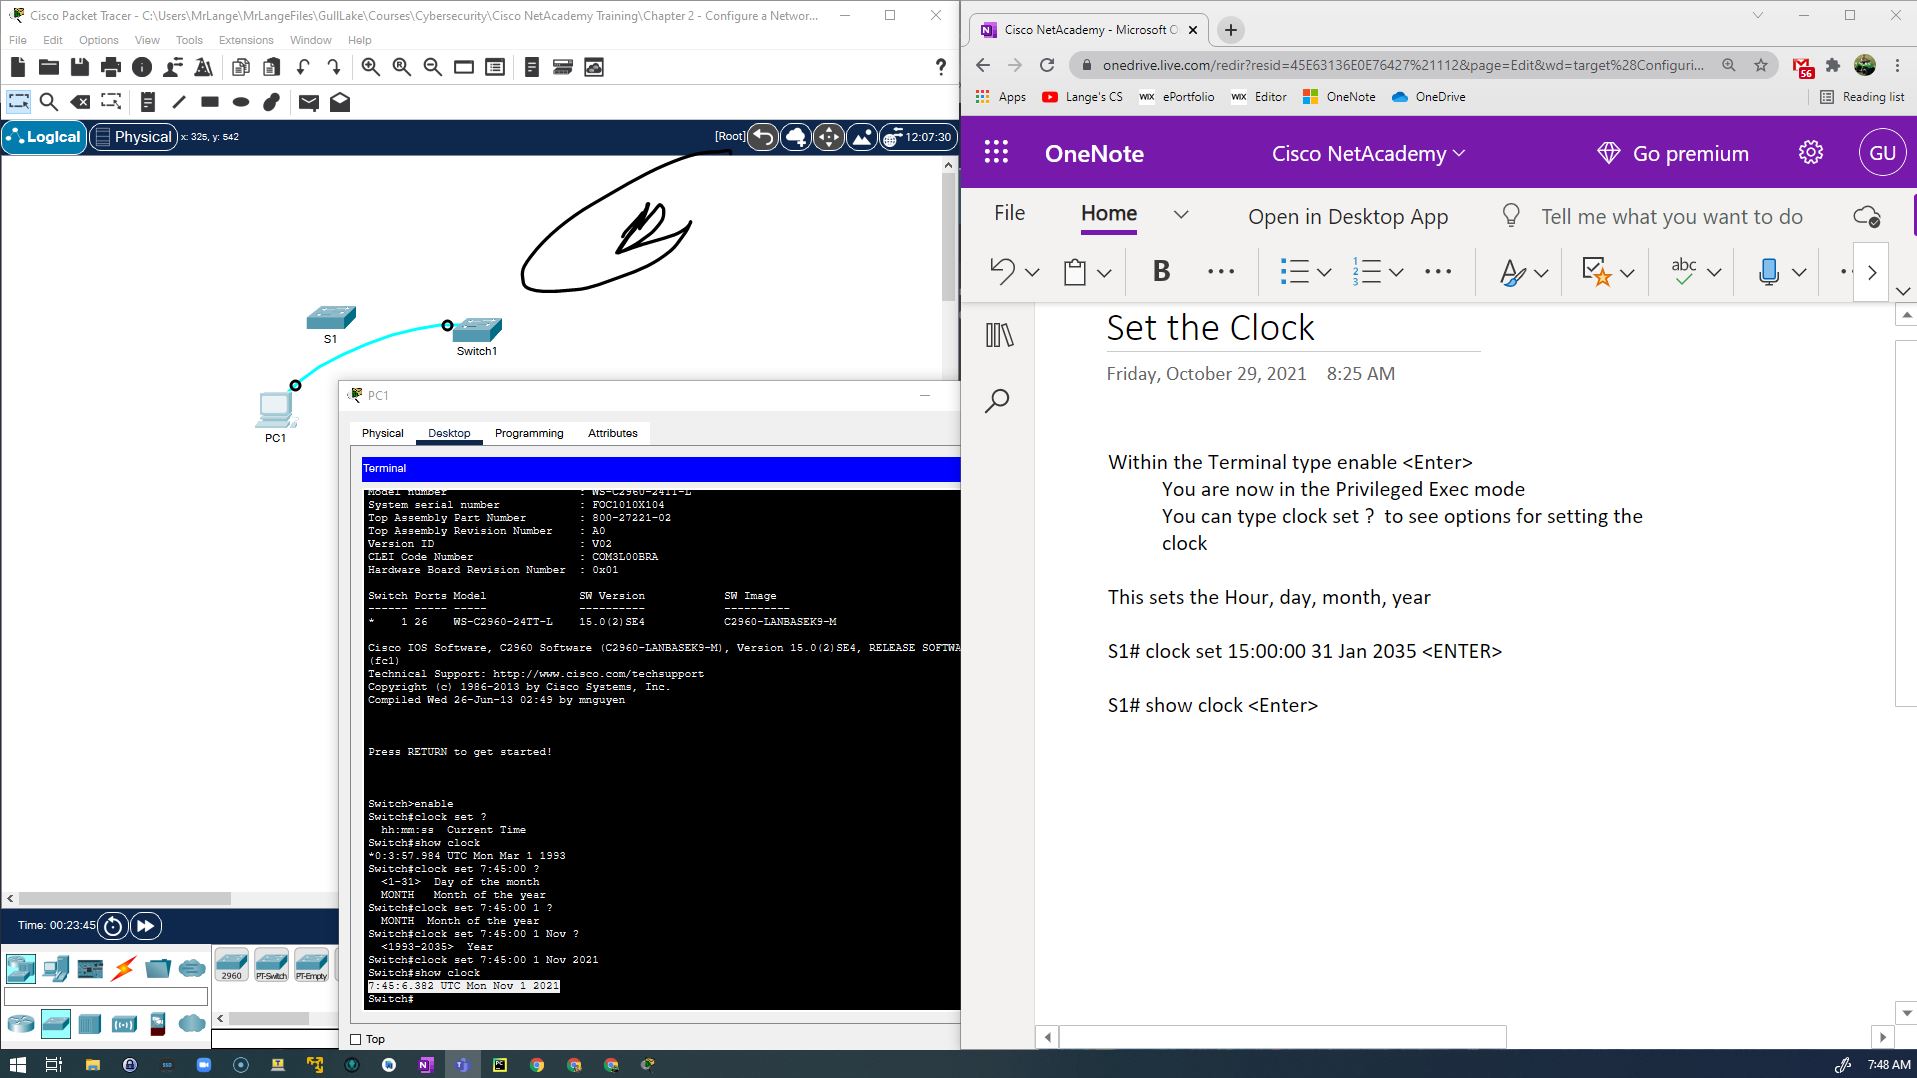 Cisco Packet Tracer - C:\Users\MrLange\MrLangeFiles\GullLake\Courses\Cybersecurity\Cisco NetAcademy Training\Chapter 2 - Configure a Networ...
File Edit Options View Tools Extensions Window Help
Logical Physical x: 325, y: 542 [Root] 12:07:30
S1
Switch1
PC1
PC1
Physical Desktop Programming Attributes
Terminal
Model number : WS-C2960-24TT-L
System serial number : FOC1010X104
Top Assembly Part Number : 800-27221-02
Top Assembly Revision Number : A0
Version ID : V02
CLEI Code Number : COM3L00BRA
Hardware Board Revision Number : 0x01
Switch Ports Model SW Version SW Image
------ ----- ----- ---------- ----------
* 1 26 WS-C2960-24TT-L 15.0(2)SE4 C2960-LANBASEK9-M
Cisco IOS Software, C2960 Software (C2960-LANBASEK9-M), Version 15.0(2)SE4, RELEASE SOFTWA
(fc1)
Technical Support: http://www.cisco.com/techsupport
Copyright (c) 1986-2013 by Cisco Systems, Inc.
Compiled Wed 26-Jun-13 02:49 by mnguyen
Press RETURN to get started!
Switch>enable
Switch#clock set ?
hh:mm:ss Current Time
Switch#show clock
*0:3:57.984 UTC Mon Mar 1 1993
Switch#clock set 7:45:00 ?
<1-31> Day of the month
MONTH Month of the year
Switch#clock set 7:45:00 1 ?
MONTH Month of the year
Switch#clock set 7:45:00 1 Nov ?
<1993-2035> Year
Switch#clock set 7:45:00 1 Nov 2021
Switch#show clock
7:45:6.382 UTC Mon Nov 1 2021
Switch#
Top
Time: 00:23:45
2960 PT-Switch PT-Empty
Cisco NetAcademy - Microsoft O
onedrive.live.com/redir?resid=45E63136E0E76427%21112&page=Edit&wd=target%28Configuri...
56
Apps Lange's CS WIX ePortfolio WIX Editor OneNote OneDrive Reading list
OneNote Cisco NetAcademy Go premium GU
File Home Open in Desktop App Tell me what you want to do
B abc
Set the Clock
Friday, October 29, 2021 8:25 AM
Within the Terminal type enable <Enter>
You are now in the Privileged Exec mode
You can type clock set ? to see options for setting the
clock
This sets the Hour, day, month, year
S1# clock set 15:00:00 31 Jan 2035 <ENTER>
S1# show clock <Enter>
7:48 AM